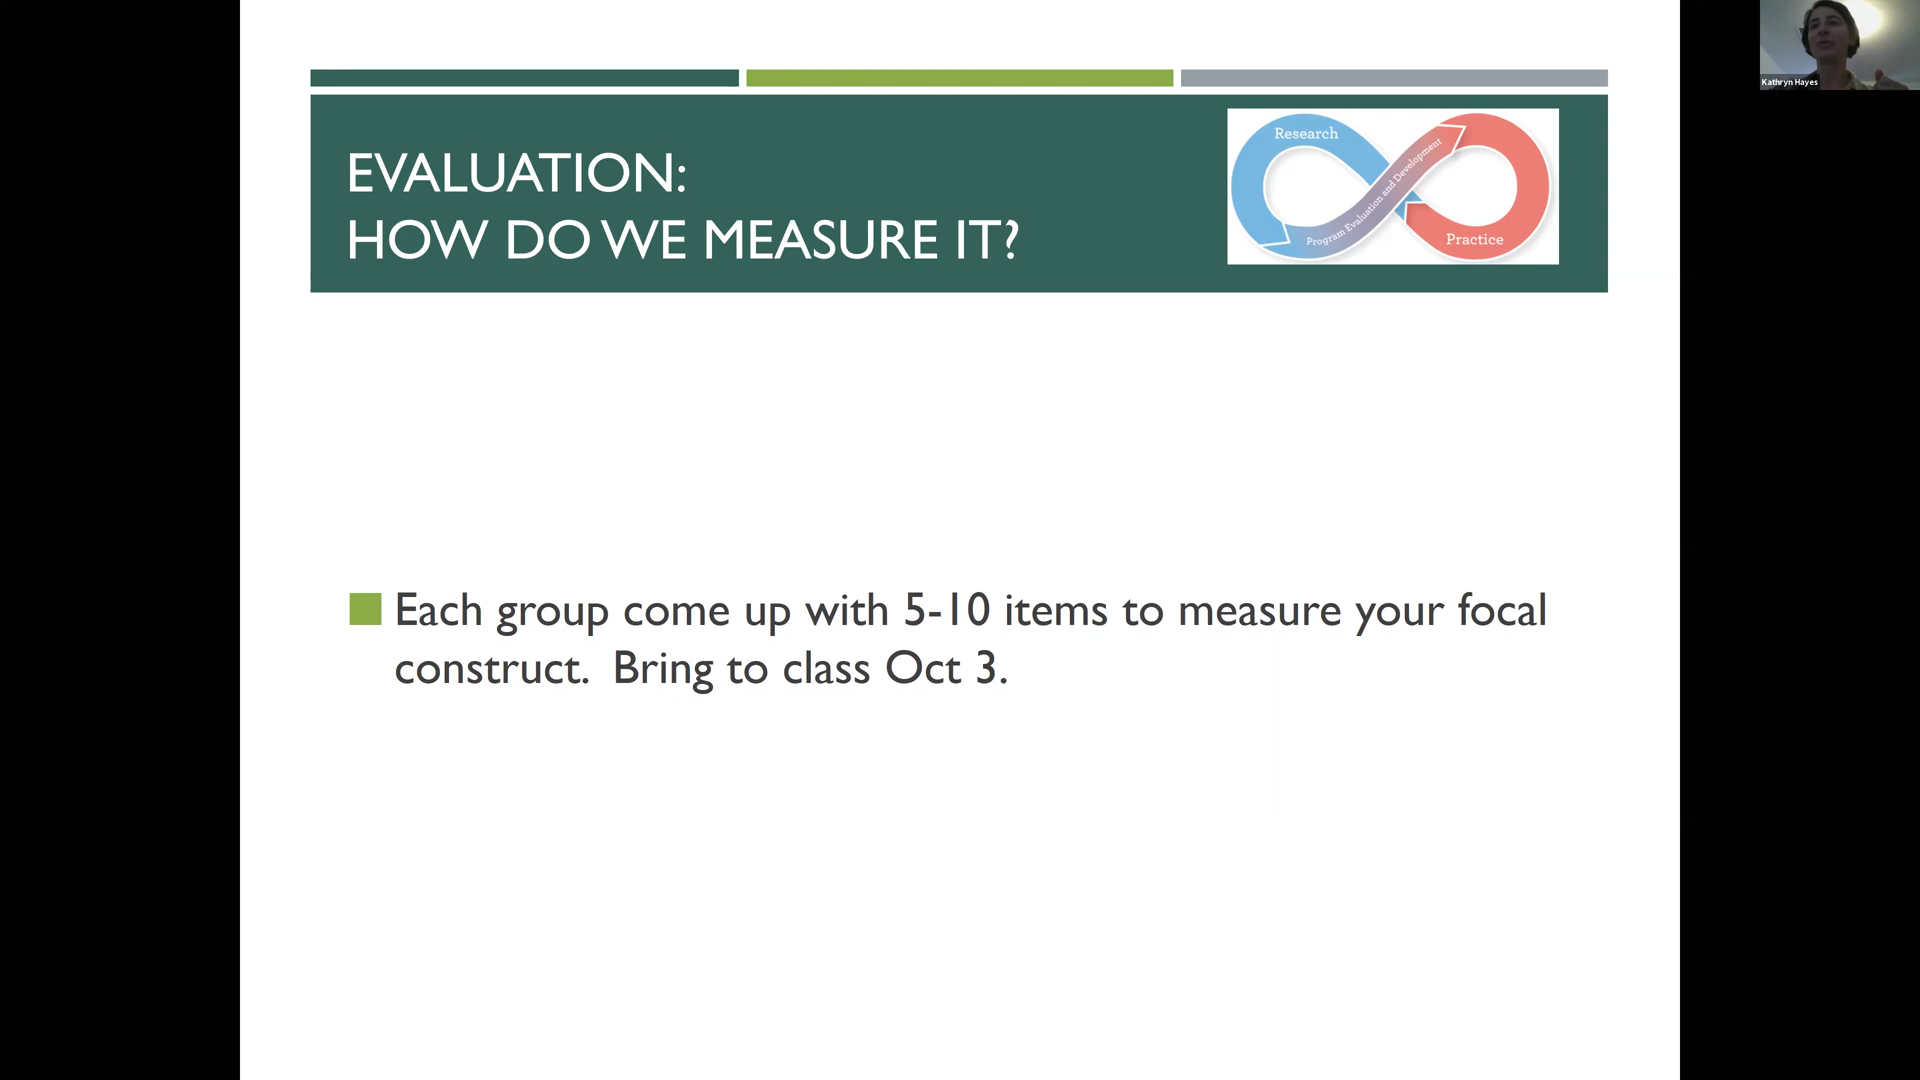 EVALUATION:
HOW DO WE MEASURE IT?
Research
Program Evaluation and Development
Practice
Each group come up with 5-10 items to measure your focal
construct. Bring to class Oct 3.
Kathryn Hayes